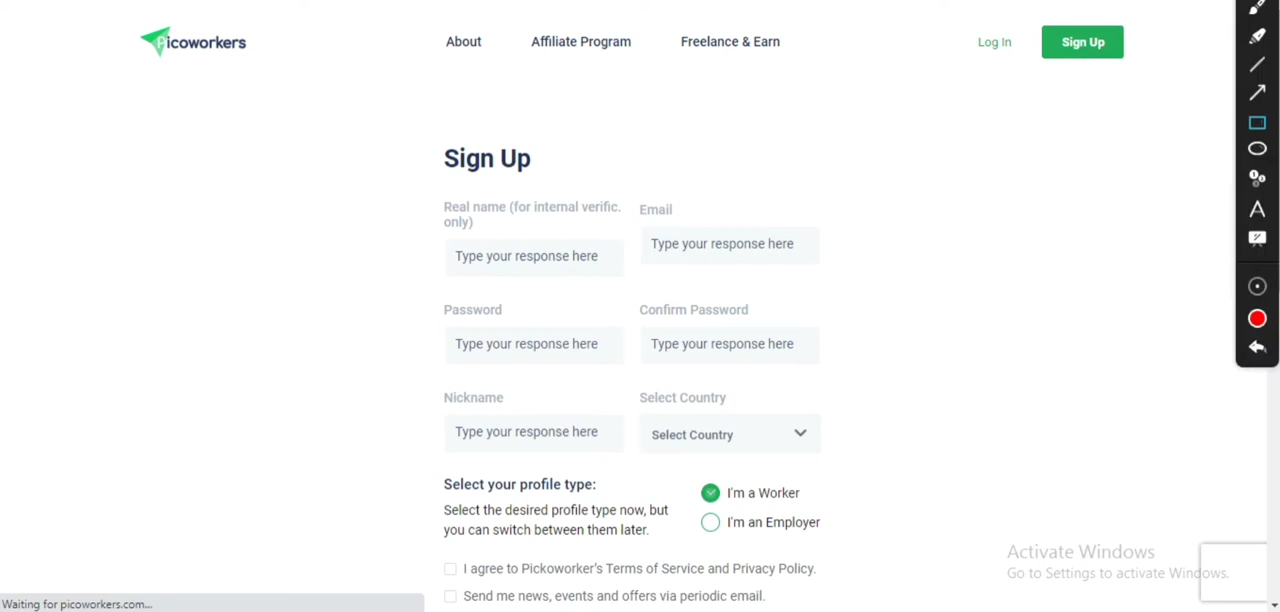 Picoworkers
About
Affiliate Program
Freelance & Earn
Log In
Sign Up
Sign Up
Real name (for internal verific.
only)
Type your response here
Email
Type your response here
Password
Type your response here
Confirm Password
Type your response here
Nickname
Type your response here
Select Country
Select Country
Select your profile type:
Select the desired profile type now, but
you can switch between them later.
I'm a Worker
I'm an Employer
I agree to Pickoworker's Terms of Service and Privacy Policy.
Send me news, events and offers via periodic email.
Activate Windows
Go to Settings to activate Windows.
Waiting for picoworkers.com...
A